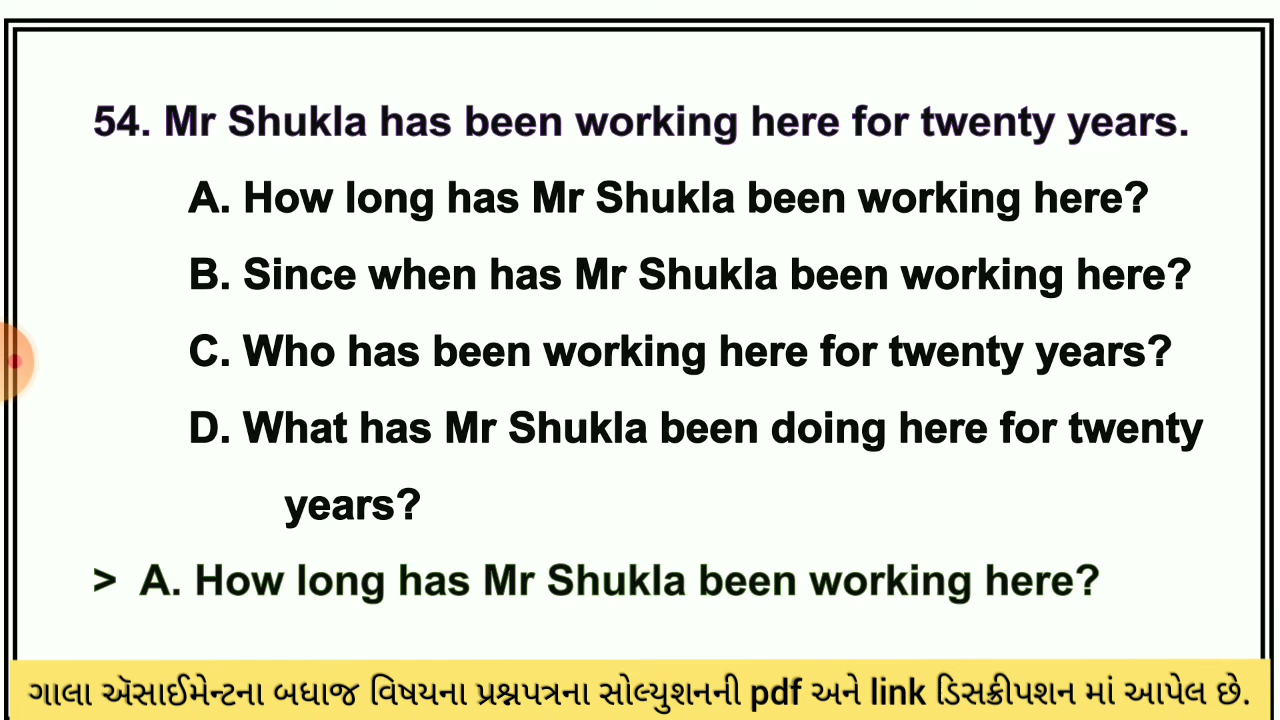 54. Mr Shukla has been working here for twenty years.
A. How long has Mr Shukla been working here?
B. Since when has Mr Shukla been working here?
C. Who has been working here for twenty years?
D. What has Mr Shukla been doing here for twenty
years?
> A. How long has Mr Shukla been working here?
ગાલા ઍસાઈમેન્ટના બધાજ વિષયના પ્રશ્નપત્રના સોલ્યુશનની pdf અને link ડિસક્રીપશન માં આપેલ છે.